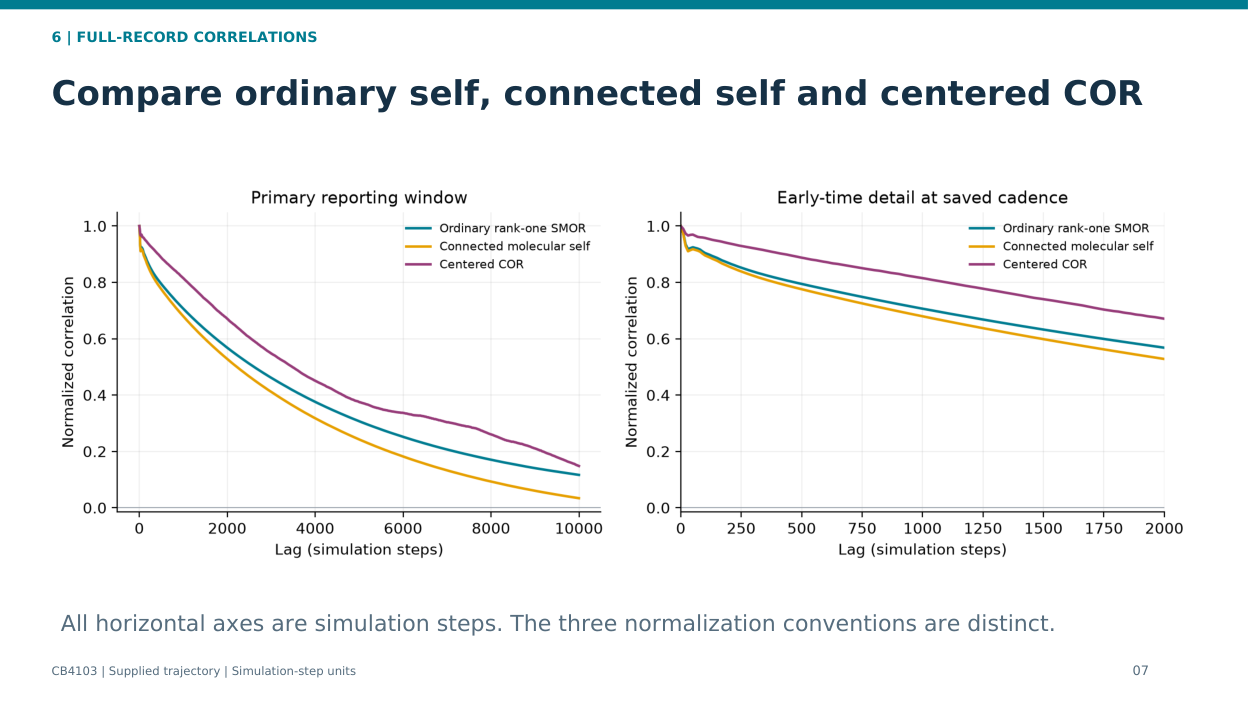 6 | FULL-RECORD CORRELATIONS
Compare ordinary self, connected self and centered COR
Primary reporting window
Normalized correlation
1.0
0.8
0.6
0.4
0.2
0.0
Ordinary rank-one SMOR
Connected molecular self
Centered COR
0 2000 4000 6000 8000 10000
Lag (simulation steps)
Early-time detail at saved cadence
Normalized correlation
1.0
0.8
0.6
0.4
0.2
0.0
Ordinary rank-one SMOR
Connected molecular self
Centered COR
0 250 500 750 1000 1250 1500 1750 2000
Lag (simulation steps)
All horizontal axes are simulation steps. The three normalization conventions are distinct.
CB4103 | Supplied trajectory | Simulation-step units
07